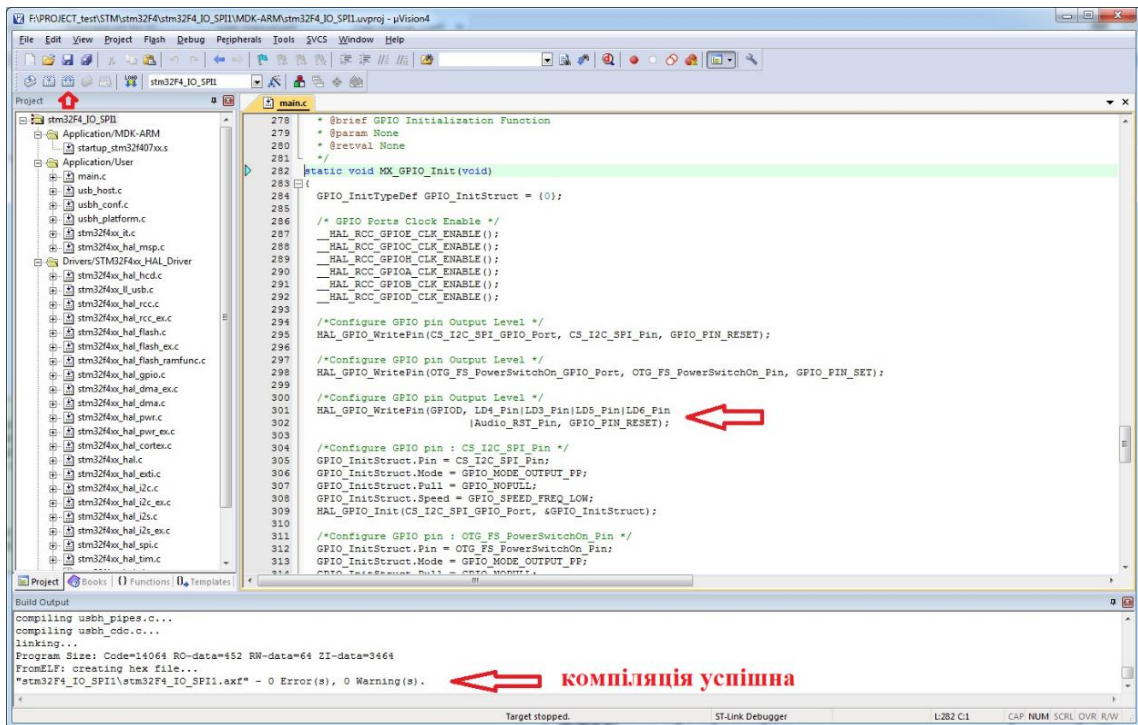 F:\PROJECT_test\STM\stm32F4\stm32F4_IO_SPI1\MDK-ARM\stm32F4_IO_SPI1.uvproj - µVision4
File Edit View Project Flash Debug Peripherals Tools SVCS Window Help
stm32F4_IO_SPI1
Project
main.c
stm32F4_IO_SPI1
Application/MDK-ARM
startup_stm32f407xx.s
Application/User
main.c
usb_host.c
usbh_conf.c
usbh_platform.c
stm32f4xx_it.c
stm32f4xx_hal_msp.c
Drivers/STM32F4xx_HAL_Driver
stm32f4xx_hal_hcd.c
stm32f4xx_ll_usb.c
stm32f4xx_hal_rcc.c
stm32f4xx_hal_rcc_ex.c
stm32f4xx_hal_flash.c
stm32f4xx_hal_flash_ex.c
stm32f4xx_hal_flash_ramfunc.c
stm32f4xx_hal_gpio.c
stm32f4xx_hal_dma_ex.c
stm32f4xx_hal_dma.c
stm32f4xx_hal_pwr.c
stm32f4xx_hal_pwr_ex.c
stm32f4xx_hal_cortex.c
stm32f4xx_hal.c
stm32f4xx_hal_exti.c
stm32f4xx_hal_i2c.c
stm32f4xx_hal_i2c_ex.c
stm32f4xx_hal_i2s.c
stm32f4xx_hal_i2s_ex.c
stm32f4xx_hal_spi.c
stm32f4xx_hal_tim.c
Project Books Functions Templates
278 * @brief GPIO Initialization Function
279 * @param None
280 * @retval None
281 */
282 static void MX_GPIO_Init(void)
283 {
284 GPIO_InitTypeDef GPIO_InitStruct = {0};
285
286 /* GPIO Ports Clock Enable */
287 __HAL_RCC_GPIOE_CLK_ENABLE();
288 __HAL_RCC_GPIOC_CLK_ENABLE();
289 __HAL_RCC_GPIOH_CLK_ENABLE();
290 __HAL_RCC_GPIOA_CLK_ENABLE();
291 __HAL_RCC_GPIOB_CLK_ENABLE();
292 __HAL_RCC_GPIOD_CLK_ENABLE();
293
294 /*Configure GPIO pin Output Level */
295 HAL_GPIO_WritePin(CS_I2C_SPI_GPIO_Port, CS_I2C_SPI_Pin, GPIO_PIN_RESET);
296
297 /*Configure GPIO pin Output Level */
298 HAL_GPIO_WritePin(OTG_FS_PowerSwitchOn_GPIO_Port, OTG_FS_PowerSwitchOn_Pin, GPIO_PIN_SET);
299
300 /*Configure GPIO pin Output Level */
301 HAL_GPIO_WritePin(GPIOD, LD4_Pin|LD3_Pin|LD5_Pin|LD6_Pin
302 |Audio_RST_Pin, GPIO_PIN_RESET);
303
304 /*Configure GPIO pin : CS_I2C_SPI_Pin */
305 GPIO_InitStruct.Pin = CS_I2C_SPI_Pin;
306 GPIO_InitStruct.Mode = GPIO_MODE_OUTPUT_PP;
307 GPIO_InitStruct.Pull = GPIO_NOPULL;
308 GPIO_InitStruct.Speed = GPIO_SPEED_FREQ_LOW;
309 HAL_GPIO_Init(CS_I2C_SPI_GPIO_Port, &GPIO_InitStruct);
310
311 /*Configure GPIO pin : OTG_FS_PowerSwitchOn_Pin */
312 GPIO_InitStruct.Pin = OTG_FS_PowerSwitchOn_Pin;
313 GPIO_InitStruct.Mode = GPIO_MODE_OUTPUT_PP;
314 GPIO_InitStruct.Pull = GPIO_NOPULL;
Build Output
compiling usbh_pipes.c...
compiling usbh_cdc.c...
linking...
Program Size: Code=14064 RO-data=452 RW-data=64 ZI-data=3464
FromELF: creating hex file...
"stm32F4_IO_SPI1\stm32F4_IO_SPI1.axf" - 0 Error(s), 0 Warning(s).
компіляція успішна
Target stopped. ST-Link Debugger L:282 C:1 CAP NUM SCRL OVR R/W